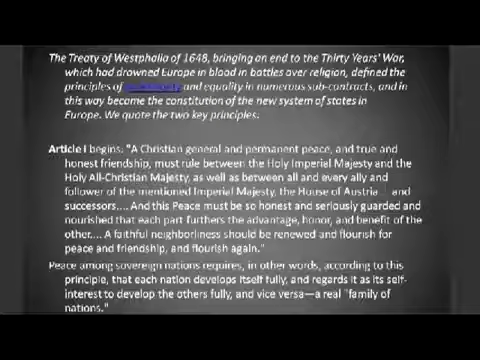 The Treaty of Westphalia of 1648, bringing an end to the Thirty Years' War,
which had drowned Europe in blood in battles over religion, defined the
principles of sovereignty and equality in numerous sub-contracts, and in
this way became the constitution of the new system of states in
Europe. We quote the two key principles:
Article I begins: "A Christian general and permanent peace, and true and
honest friendship, must rule between the Holy Imperial Majesty and the
Holy All-Christian Majesty, as well as between all and every ally and
follower of the mentioned Imperial Majesty, the House of Austria ... and
successors.... And this Peace must be so honest and seriously guarded and
nourished that each part furthers the advantage, honor, and benefit of the
other.... A faithful neighborliness should be renewed and flourish for
peace and friendship, and flourish again."
Peace among sovereign nations requires, in other words, according to this
principle, that each nation develops itself fully, and regards it as its self-
interest to develop the others fully, and vice versa—a real "family of
nations."